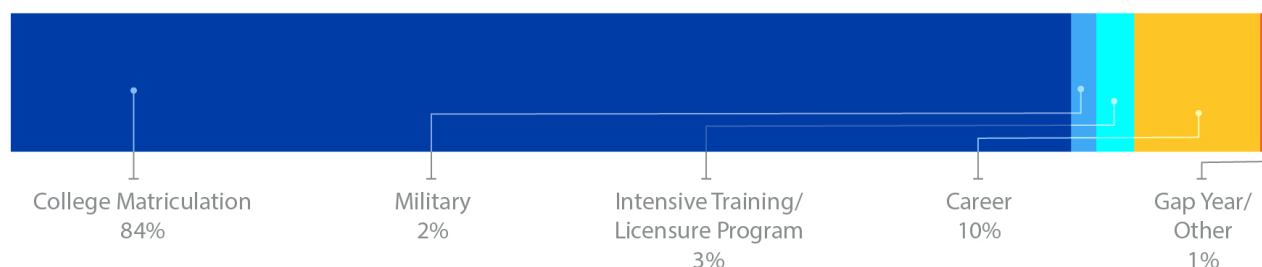 College Matriculation
84%
Military
2%
Intensive Training/
Licensure Program
3%
Career
10%
Gap Year/
Other
1%